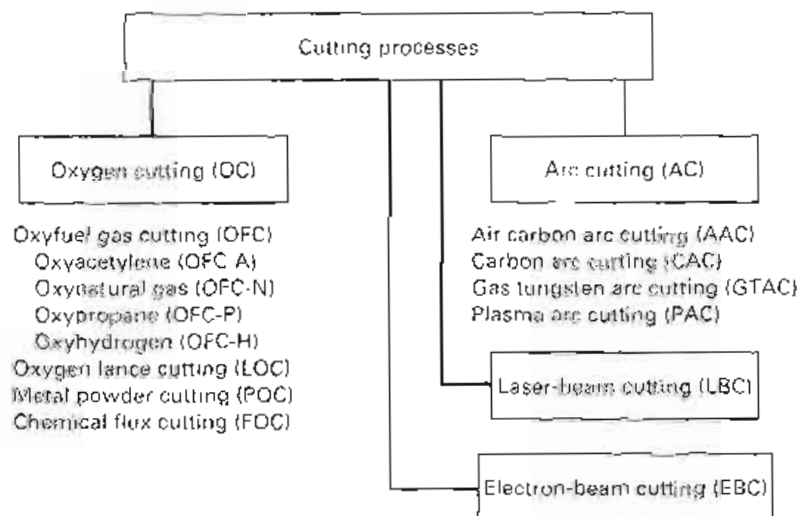 Cutting processes
Oxygen cutting (OC)
Oxyfuel gas cutting (OFC)
Oxyacetylene (OFC-A)
Oxynatural gas (OFC-N)
Oxypropane (OFC-P)
Oxyhydrogen (OFC-H)
Oxygen lance cutting (LOC)
Metal powder cutting (POC)
Chemical flux cutting (FOC)
Arc cutting (AC)
Air carbon arc cutting (AAC)
Carbon arc cutting (CAC)
Gas tungsten arc cutting (GTAC)
Plasma arc cutting (PAC)
Laser-beam cutting (LBC)
Electron-beam cutting (EBC)